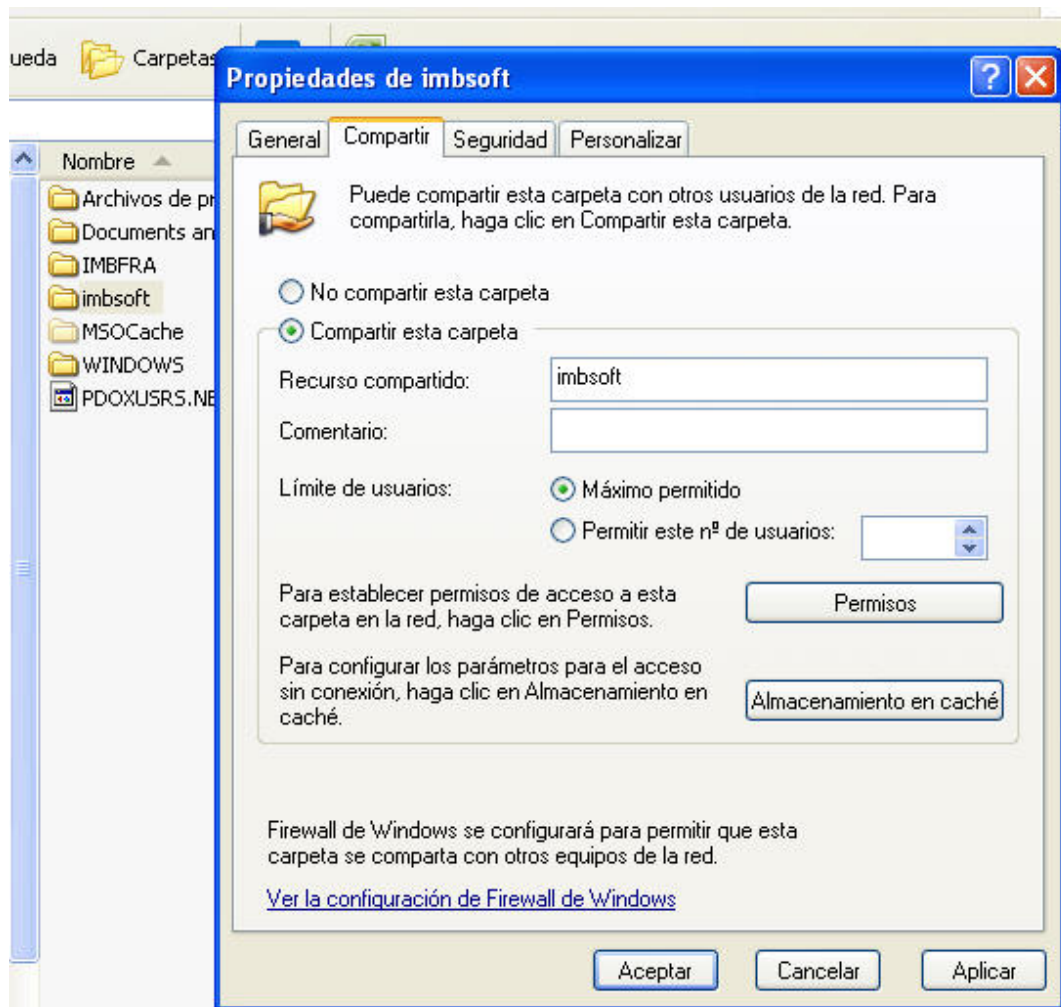 ueda
Carpetas
Propiedades de imbsoft
General
Compartir
Seguridad
Personalizar
Nombre
Archivos de pr
Documents an
IMBFRA
imbsoft
MSOCache
WINDOWS
PDOXUSRS.NE
Puede compartir esta carpeta con otros usuarios de la red. Para
compartirla, haga clic en Compartir esta carpeta.
No compartir esta carpeta
Compartir esta carpeta
Recurso compartido:
imbsoft
Comentario:
Límite de usuarios:
Máximo permitido
Permitir este nº de usuarios:
Para establecer permisos de acceso a esta
carpeta en la red, haga clic en Permisos.
Permisos
Para configurar los parámetros para el acceso
sin conexión, haga clic en Almacenamiento en
caché.
Almacenamiento en caché
Firewall de Windows se configurará para permitir que esta
carpeta se comparta con otros equipos de la red.
Ver la configuración de Firewall de Windows
Aceptar
Cancelar
Aplicar